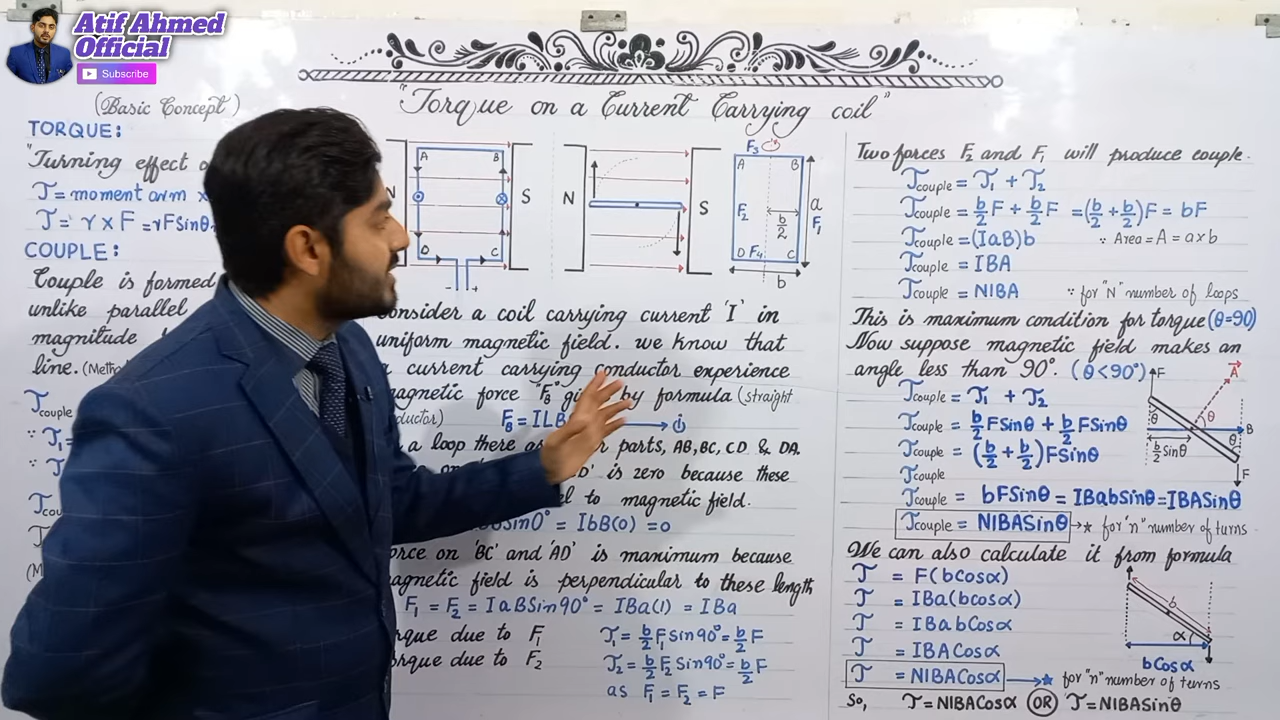 Atif Ahmed
Official
Subscribe
"Torque on a Current Carrying coil"
(Basic Concept)
TORQUE:
"Turning effect
τ = moment arm ×
τ = r × F = rFSinθ
COUPLE:
Couple is formed
unlike parallel
magnitude
line. (Meth
τcouple
∵ τ1
∵ τ
τcouple
τ
(M
N A B S
D C
- +
N S
F3
A B
F2 b/2 a F1
D F4 C
b
consider a coil carrying current 'I' in
uniform magnetic field. we know that
current carrying conductor experience
magnetic force "FB" given by formula (straight
conductor) FB = ILB
a loop there are four parts, AB, BC, CD & DA.
is zero because these
to magnetic field.
Sin0° = IbB(0) = 0
Force on 'BC' and 'AD' is maximum because
magnetic field is perpendicular to these length
F1 = F2 = IaBSin90° = IBa(1) = IBa
Torque due to F1 τ1 = b/2 F1 Sin90° = b/2 F
Torque due to F2 τ2 = b/2 F2 Sin90° = b/2 F
as F1 = F2 = F
Two forces F2 and F1 will produce couple.
τcouple = τ1 + τ2
τcouple = b/2 F + b/2 F = (b/2 + b/2)F = bF
τcouple = (IaB)b ∵ Area = A = a×b
τcouple = IBA
τcouple = NIBA ∵ for "N" number of loops
This is maximum condition for torque (θ=90)
Now suppose magnetic field makes an
angle less than 90°. (θ<90°)
τcouple = τ1 + τ2
τcouple = b/2 FSinθ + b/2 FSinθ
τcouple = (b/2 + b/2)FSinθ
τcouple
τcouple = bFSinθ = IBabSinθ = IBASinθ
τcouple = NIBASinθ → * for "n" number of turns
F A
θ θ B
b/2 Sinθ θ
F
We can also calculate it from formula
τ = F(bcosα)
τ = IBa(bcosα)
τ = IBabCosα
τ = IBACosα
τ = NIBACosα → * for "n" number of turns
b
α
bCosα
So, τ = NIBACosα OR τ = NIBASinθ